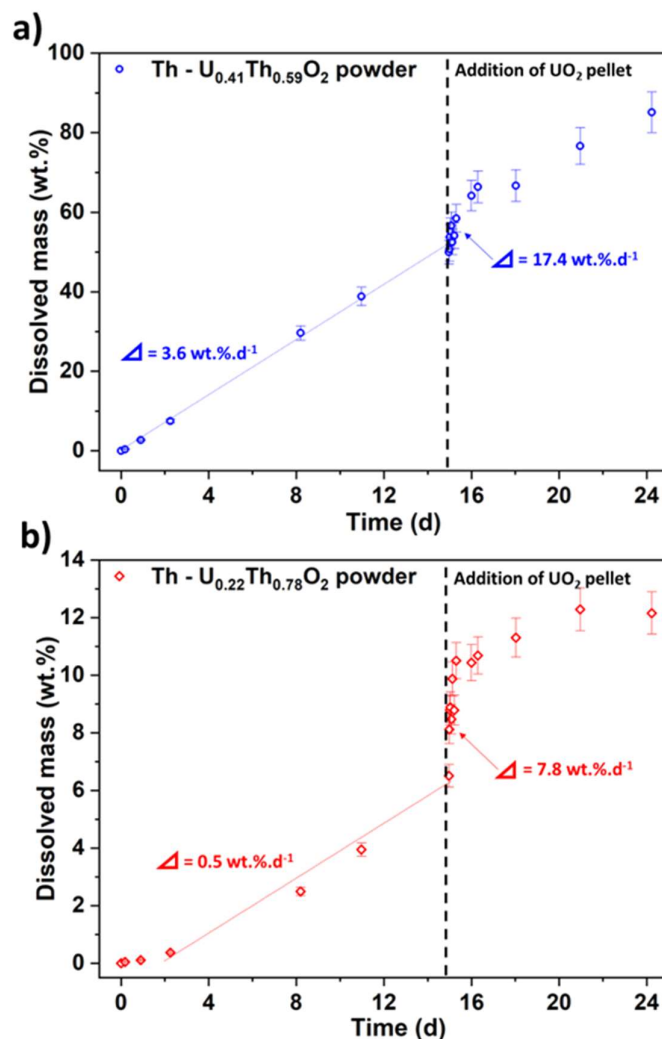 a)
100
80
60
40
20
0
Dissolved mass (wt.%)
Th - U₀.₄₁Th₀.₅₉O₂ powder
Addition of UO₂ pellet
= 17.4 wt.%.d⁻¹
= 3.6 wt.%.d⁻¹
0 4 8 12 16 20 24
Time (d)
b)
14
12
10
8
6
4
2
0
Dissolved mass (wt.%)
Th - U₀.₂₂Th₀.₇₈O₂ powder
Addition of UO₂ pellet
= 7.8 wt.%.d⁻¹
= 0.5 wt.%.d⁻¹
0 4 8 12 16 20 24
Time (d)